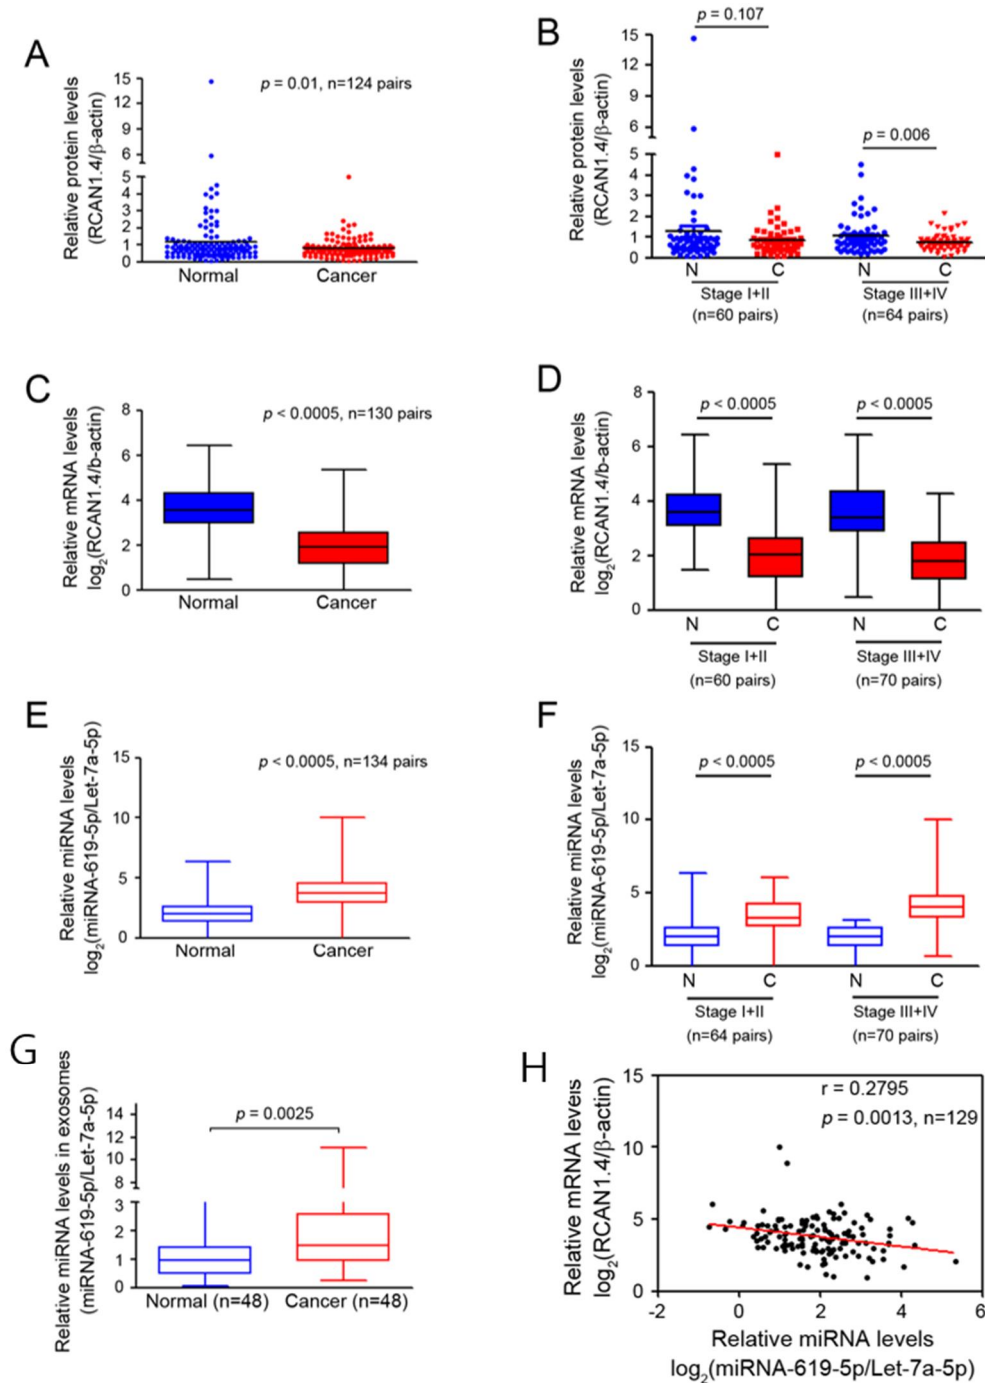 A
Relative protein levels
(RCAN1.4/β-actin)
p = 0.01, n=124 pairs
15
12
9
6
5
4
3
2
1
0
Normal
Cancer
B
Relative protein levels
(RCAN1.4/β-actin)
p = 0.107
p = 0.006
15
12
9
6
5
4
3
2
1
0
N
C
N
C
Stage I+II
(n=60 pairs)
Stage III+IV
(n=64 pairs)
C
Relative mRNA levels
log2(RCAN1.4/b-actin)
p < 0.0005, n=130 pairs
8
6
4
2
0
Normal
Cancer
D
Relative mRNA levels
log2(RCAN1.4/b-actin)
p < 0.0005
p < 0.0005
8
6
4
2
0
N
C
N
C
Stage I+II
(n=60 pairs)
Stage III+IV
(n=70 pairs)
E
Relative miRNA levels
log2(miRNA-619-5p/Let-7a-5p)
p < 0.0005, n=134 pairs
15
10
5
0
Normal
Cancer
F
Relative miRNA levels
log2(miRNA-619-5p/Let-7a-5p)
p < 0.0005
p < 0.0005
15
10
5
0
N
C
N
C
Stage I+II
(n=64 pairs)
Stage III+IV
(n=70 pairs)
G
Relative miRNA levels in exosomes
(miRNA-619-5p/Let-7a-5p)
p = 0.0025
14
12
10
8
3
2
1
0
Normal (n=48)
Cancer (n=48)
H
Relative mRNA levels
log2(RCAN1.4/β-actin)
r = 0.2795
p = 0.0013, n=129
15
10
5
0
-2
0
2
4
6
Relative miRNA levels
log2(miRNA-619-5p/Let-7a-5p)